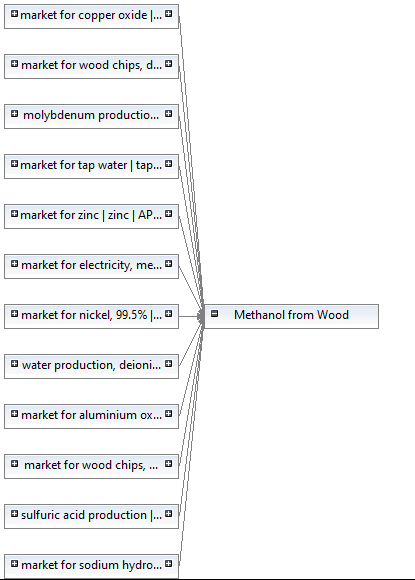 market for copper oxide |...
market for wood chips, d...
molybdenum productio...
market for tap water | tap...
market for zinc | zinc | AP...
market for electricity, me...
market for nickel, 99.5% |...
Methanol from Wood
water production, deioni...
market for aluminium ox...
market for wood chips, ...
sulfuric acid production |...
market for sodium hydro...